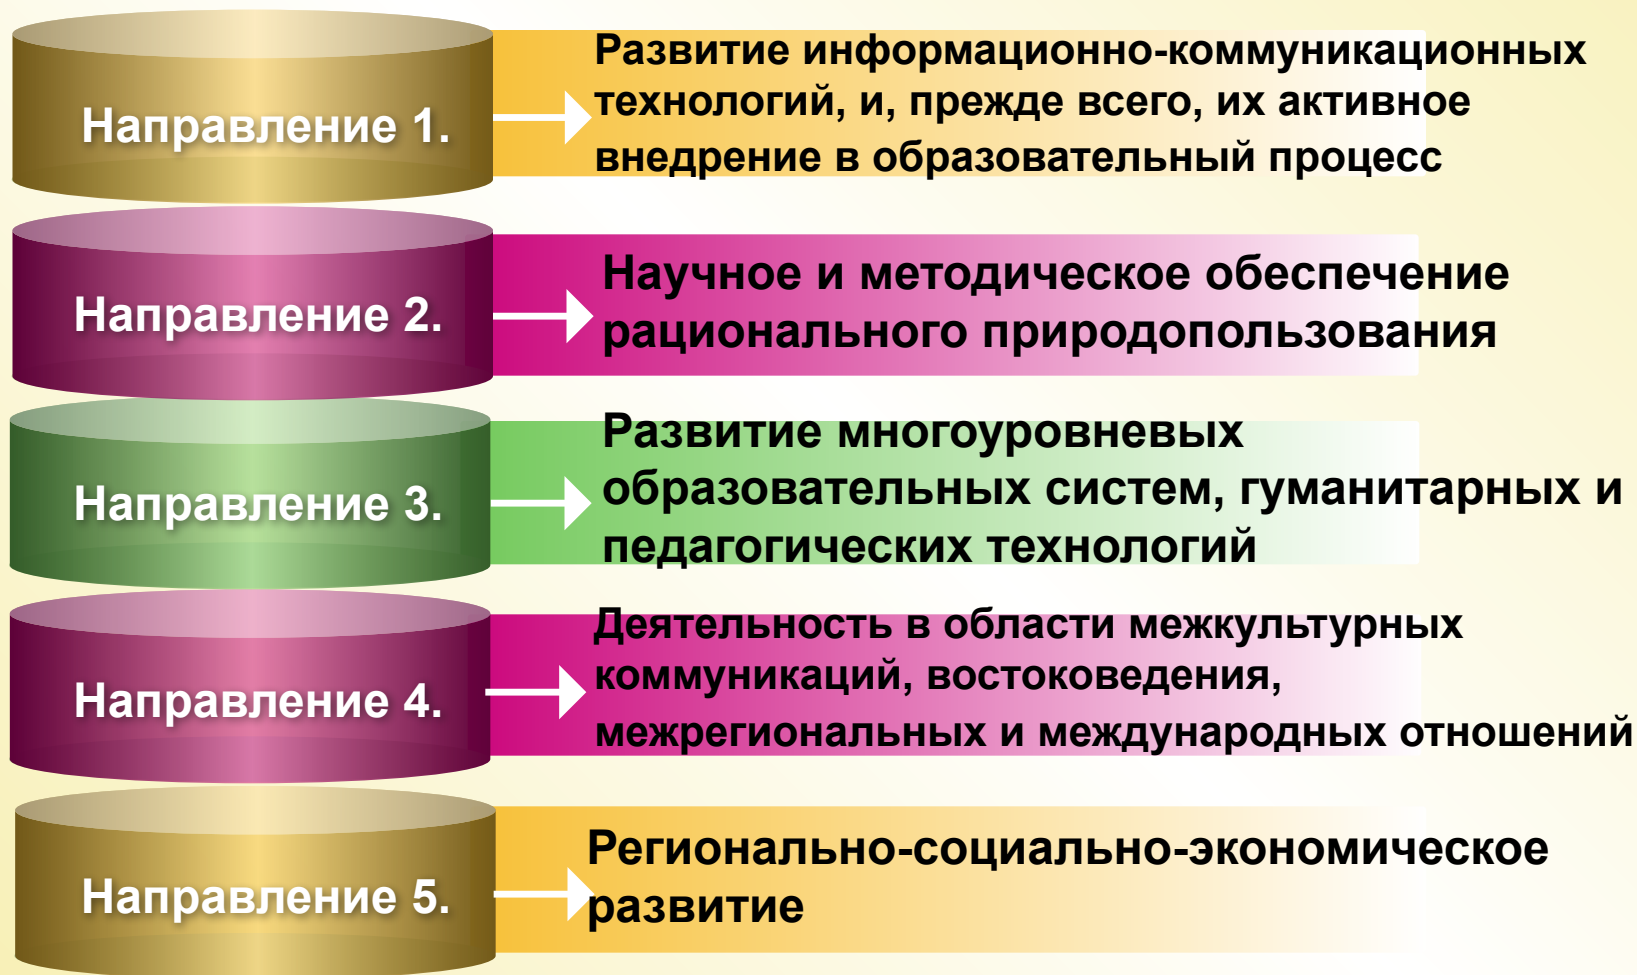 Направление 1.
Развитие информационно-коммуникационных
технологий, и, прежде всего, их активное
внедрение в образовательный процесс
Направление 2.
Научное и методическое обеспечение
рационального природопользования
Направление 3.
Развитие многоуровневых
образовательных систем, гуманитарных и
педагогических технологий
Направление 4.
Деятельность в области межкультурных
коммуникаций, востоковедения,
межрегиональных и международных отношений
Направление 5.
Регионально-социально-экономическое
развитие